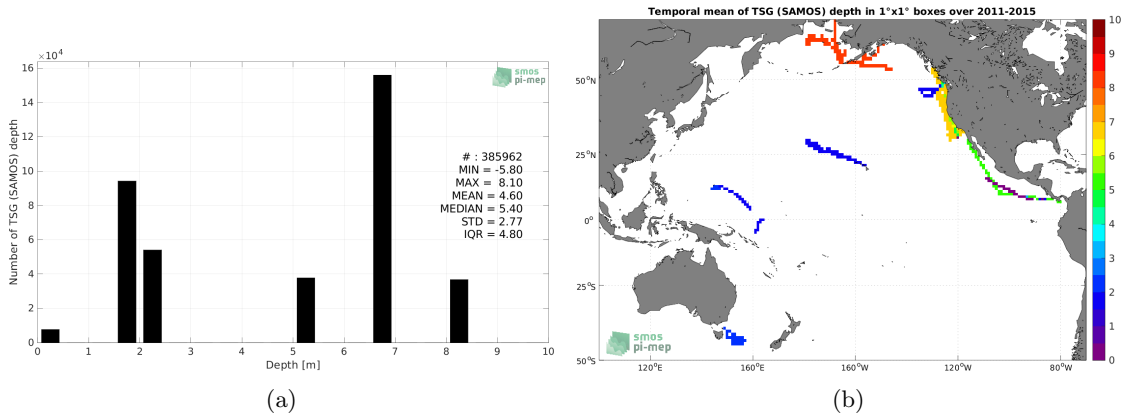 ×10⁴
16
14
12
10
8
6
4
2
0
Number of TSG (SAMOS) depth
0 1 2 3 4 5 6 7 8 9 10
Depth [m]
smos
pi-mep
# : 385962
MIN = -5.80
MAX = 8.10
MEAN = 4.60
MEDIAN = 5.40
STD = 2.77
IQR = 4.80
(a)
Temporal mean of TSG (SAMOS) depth in 1°x1° boxes over 2011-2015
50°N
25°N
0°
25°S
50°S
120°E 160°E 160°W 120°W 80°W
smos
pi-mep
10
9
8
7
6
5
4
3
2
1
0
(b)